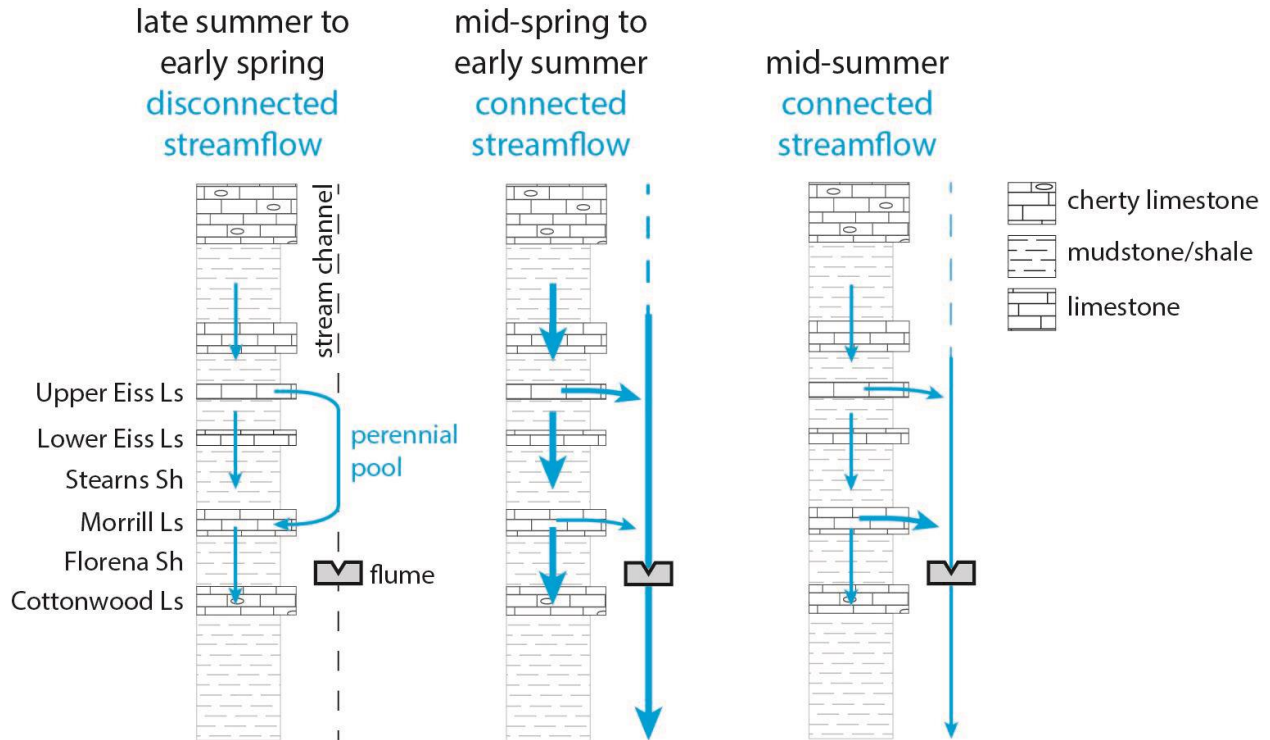 late summer to
early spring
disconnected
streamflow
mid-spring to
early summer
connected
streamflow
mid-summer
connected
streamflow
stream channel
cherty limestone
mudstone/shale
limestone
Upper Eiss Ls
Lower Eiss Ls
Stearns Sh
Morrill Ls
Florena Sh
Cottonwood Ls
perennial
pool
flume